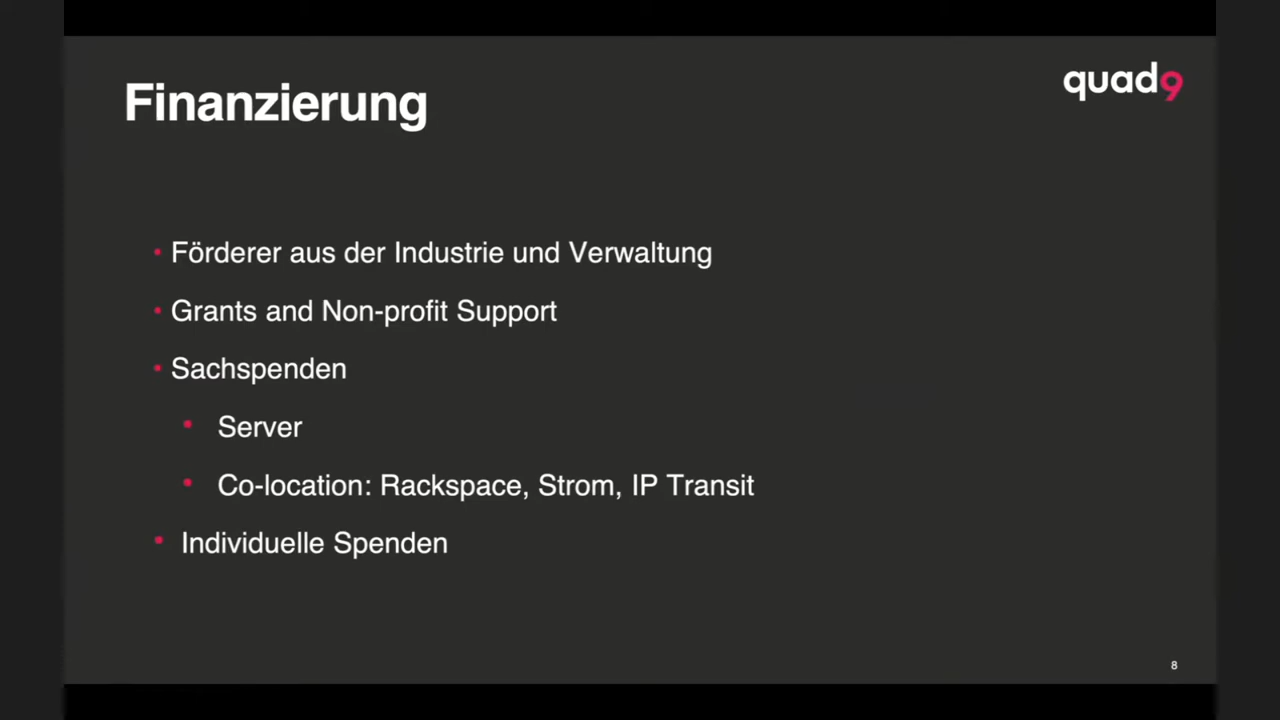 Finanzierung
quad9
• Förderer aus der Industrie und Verwaltung
• Grants and Non-profit Support
• Sachspenden
• Server
• Co-location: Rackspace, Strom, IP Transit
• Individuelle Spenden
8